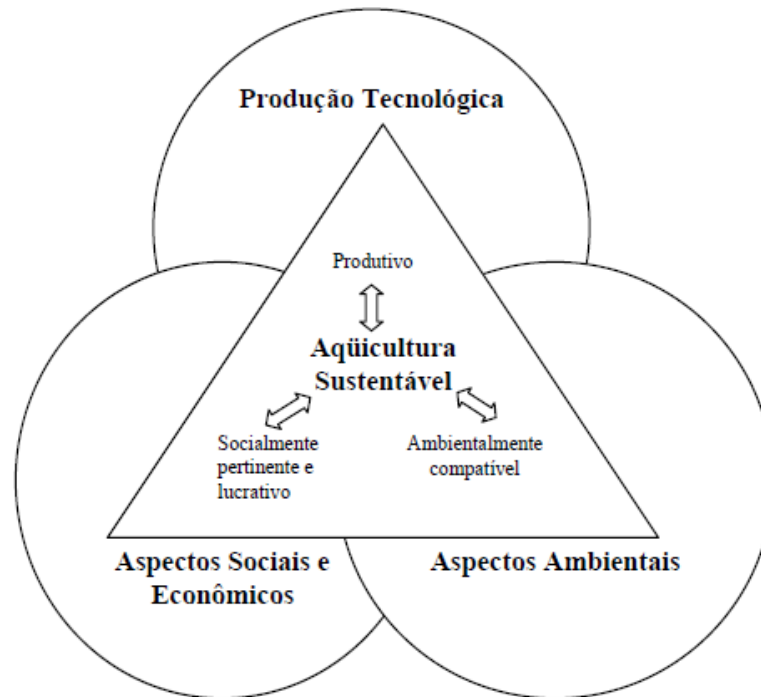 Produção Tecnológica
Produtivo
Aqüicultura
Sustentável
Socialmente
pertinente e
lucrativo
Ambientalmente
compatível
Aspectos Sociais e
Econômicos
Aspectos Ambientais